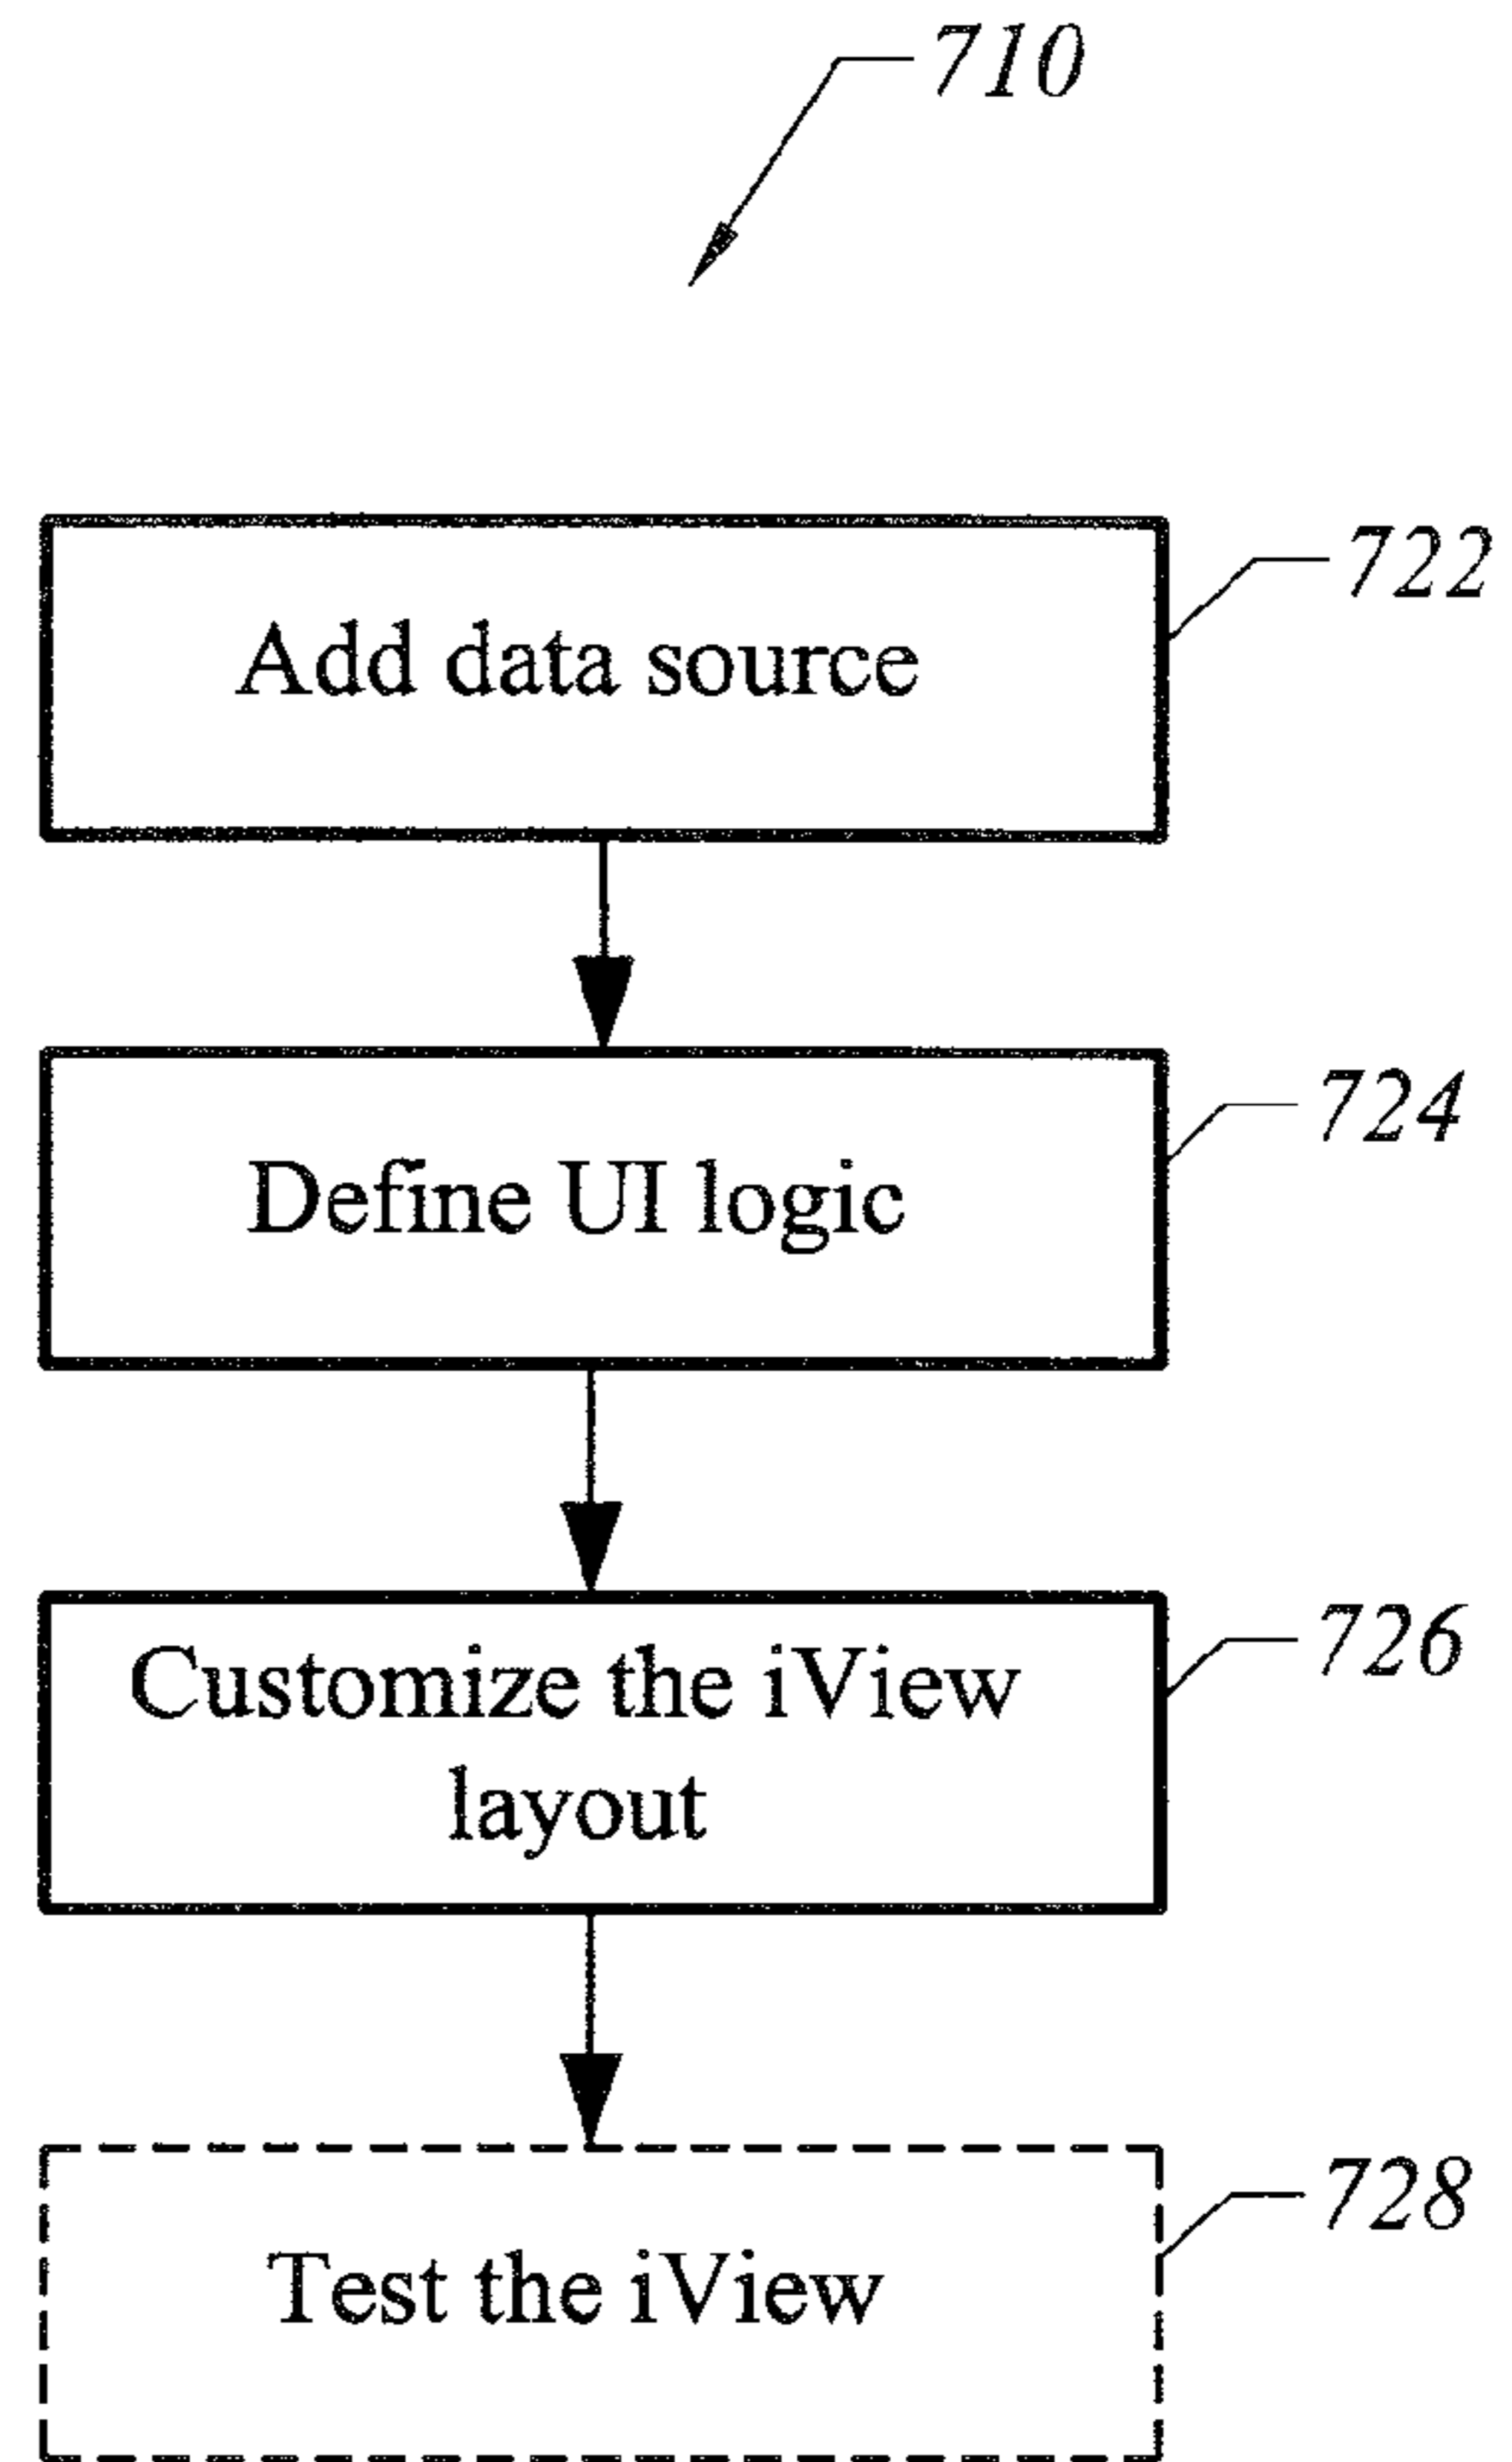 710
Add data source
722
Define UI logic
724
Customize the iView
layout
726
Test the iView
728